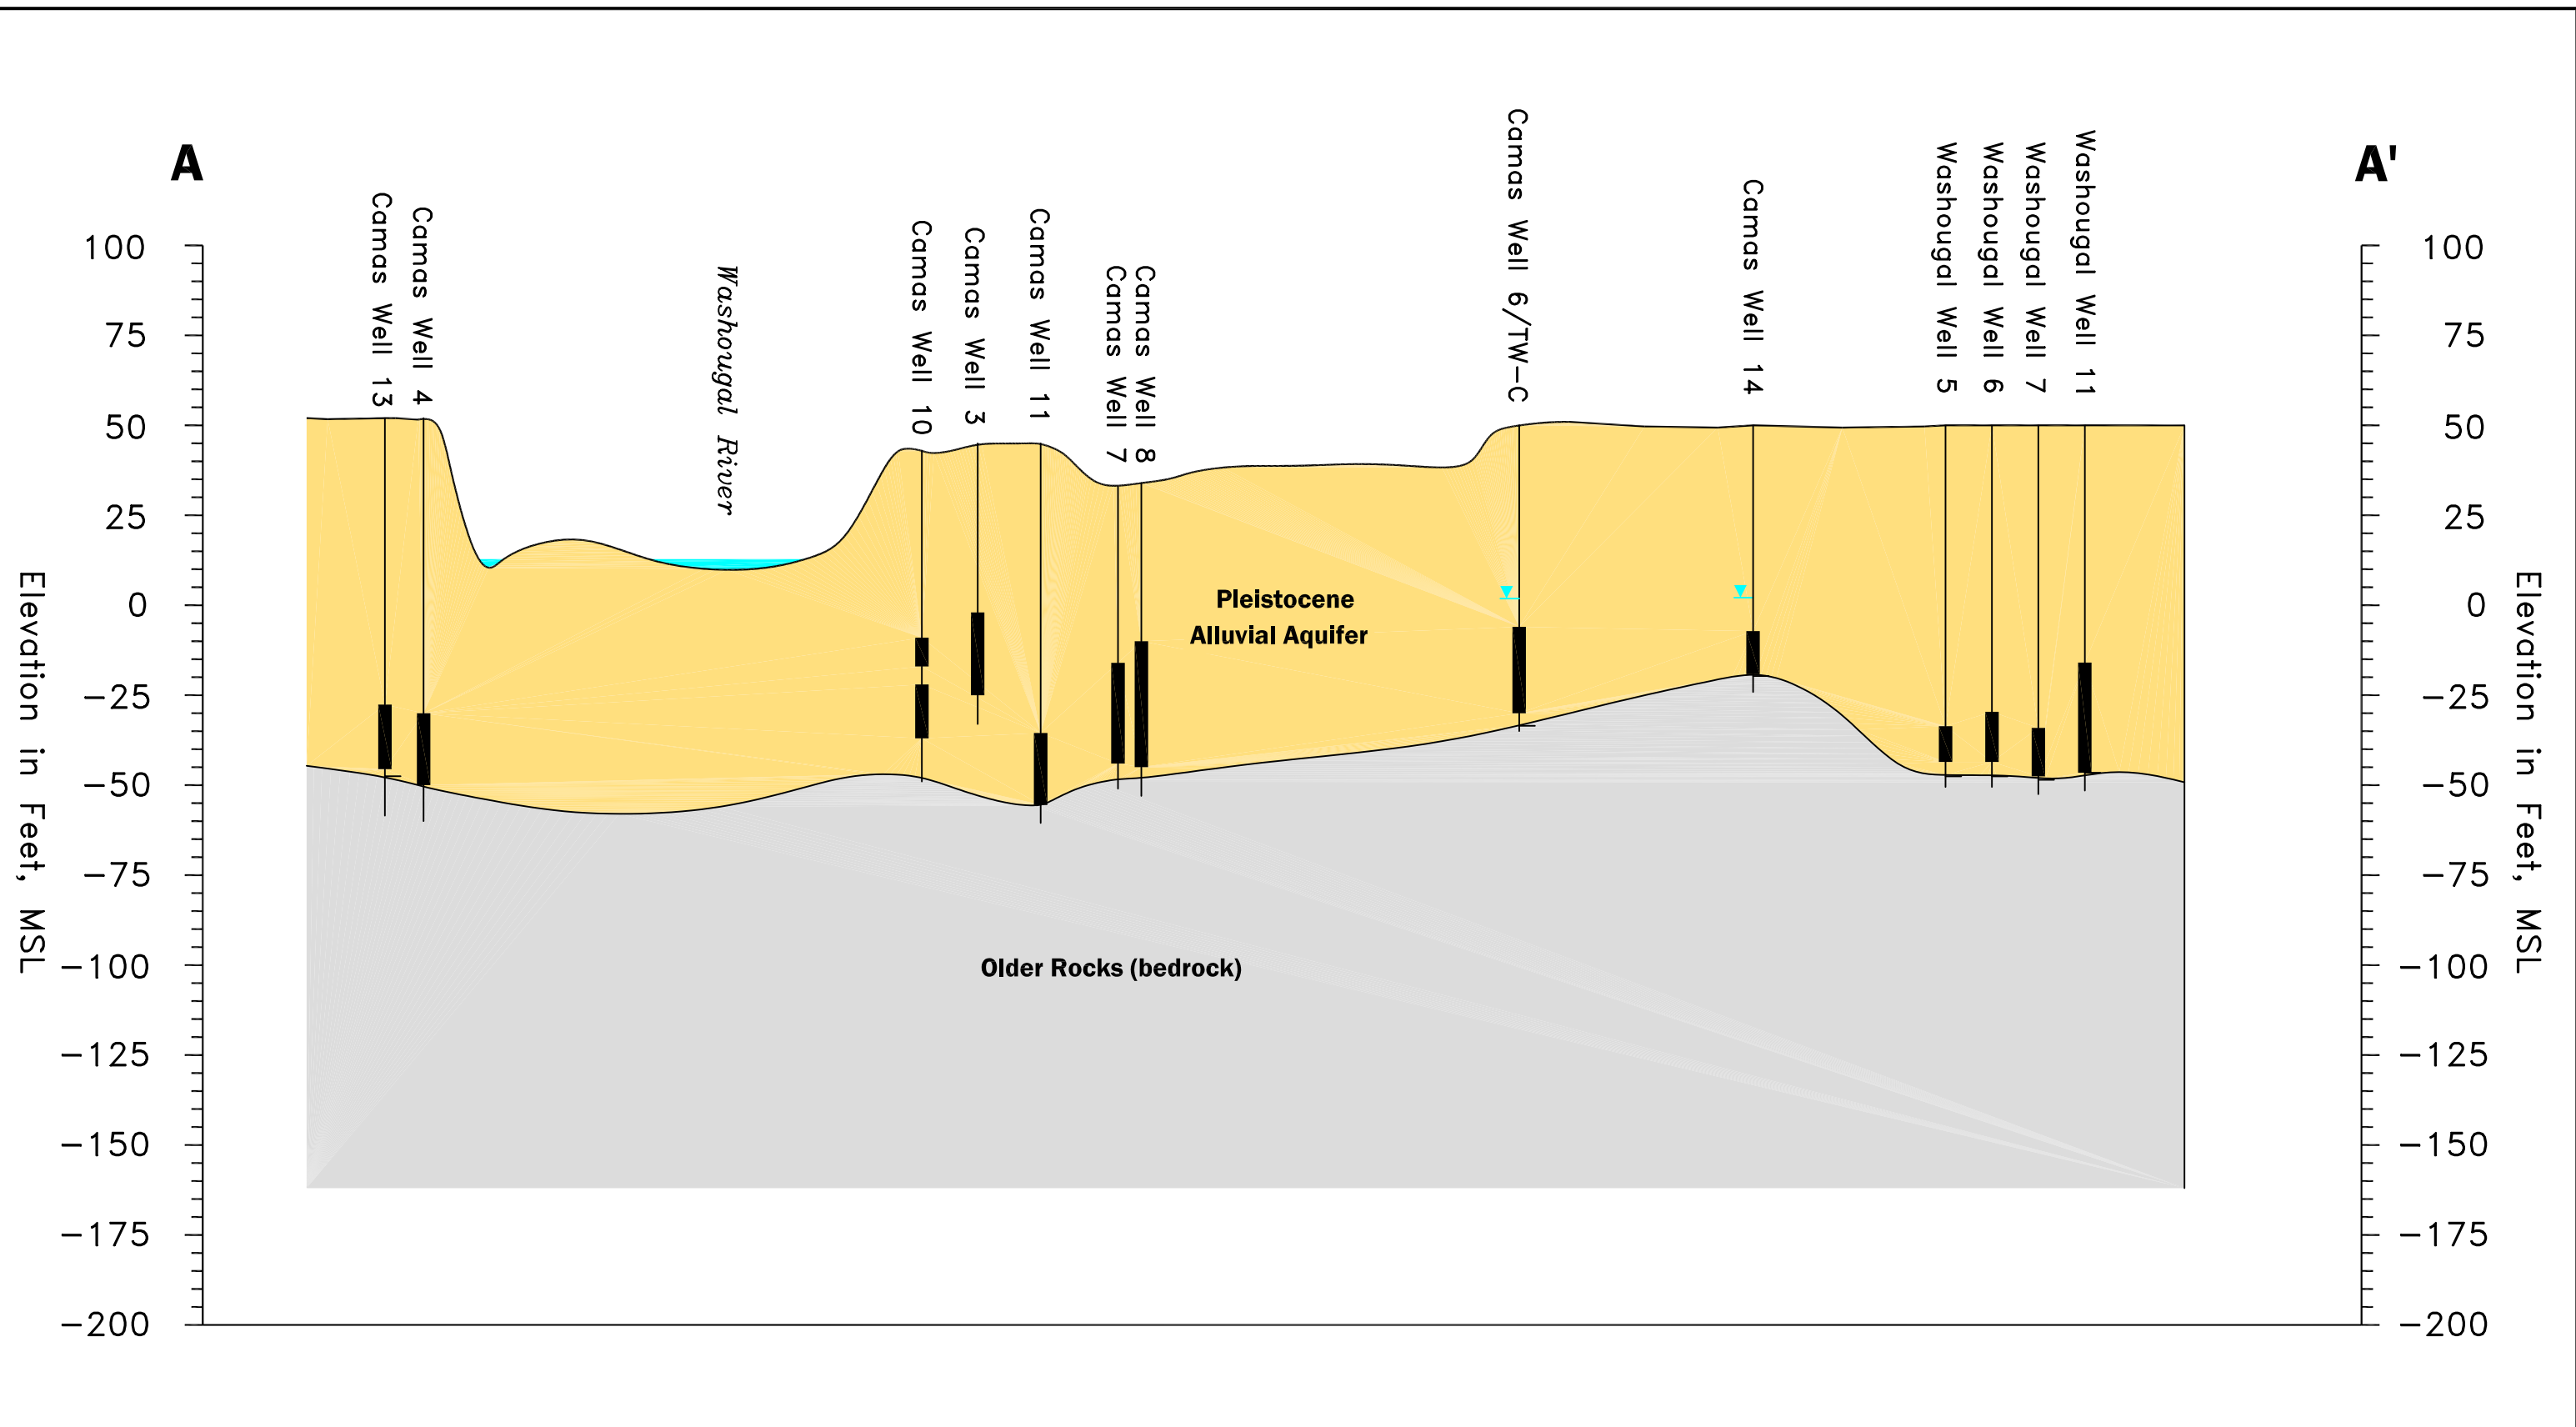 A
A'
Camas Well 13
Camas Well 4
Washougal River
Camas Well 10
Camas Well 3
Camas Well 11
Camas Well 7
Camas Well 8
Camas Well 6/TW-C
Camas Well 14
Washougal Well 5
Washougal Well 6
Washougal Well 7
Washougal Well 11
Elevation in Feet, MSL
100
75
50
25
0
-25
-50
-75
-100
-125
-150
-175
-200
Pleistocene
Alluvial Aquifer
Older Rocks (bedrock)
100
75
50
25
0
-25
-50
-75
-100
-125
-150
-175
-200
Elevation in Feet, MSL